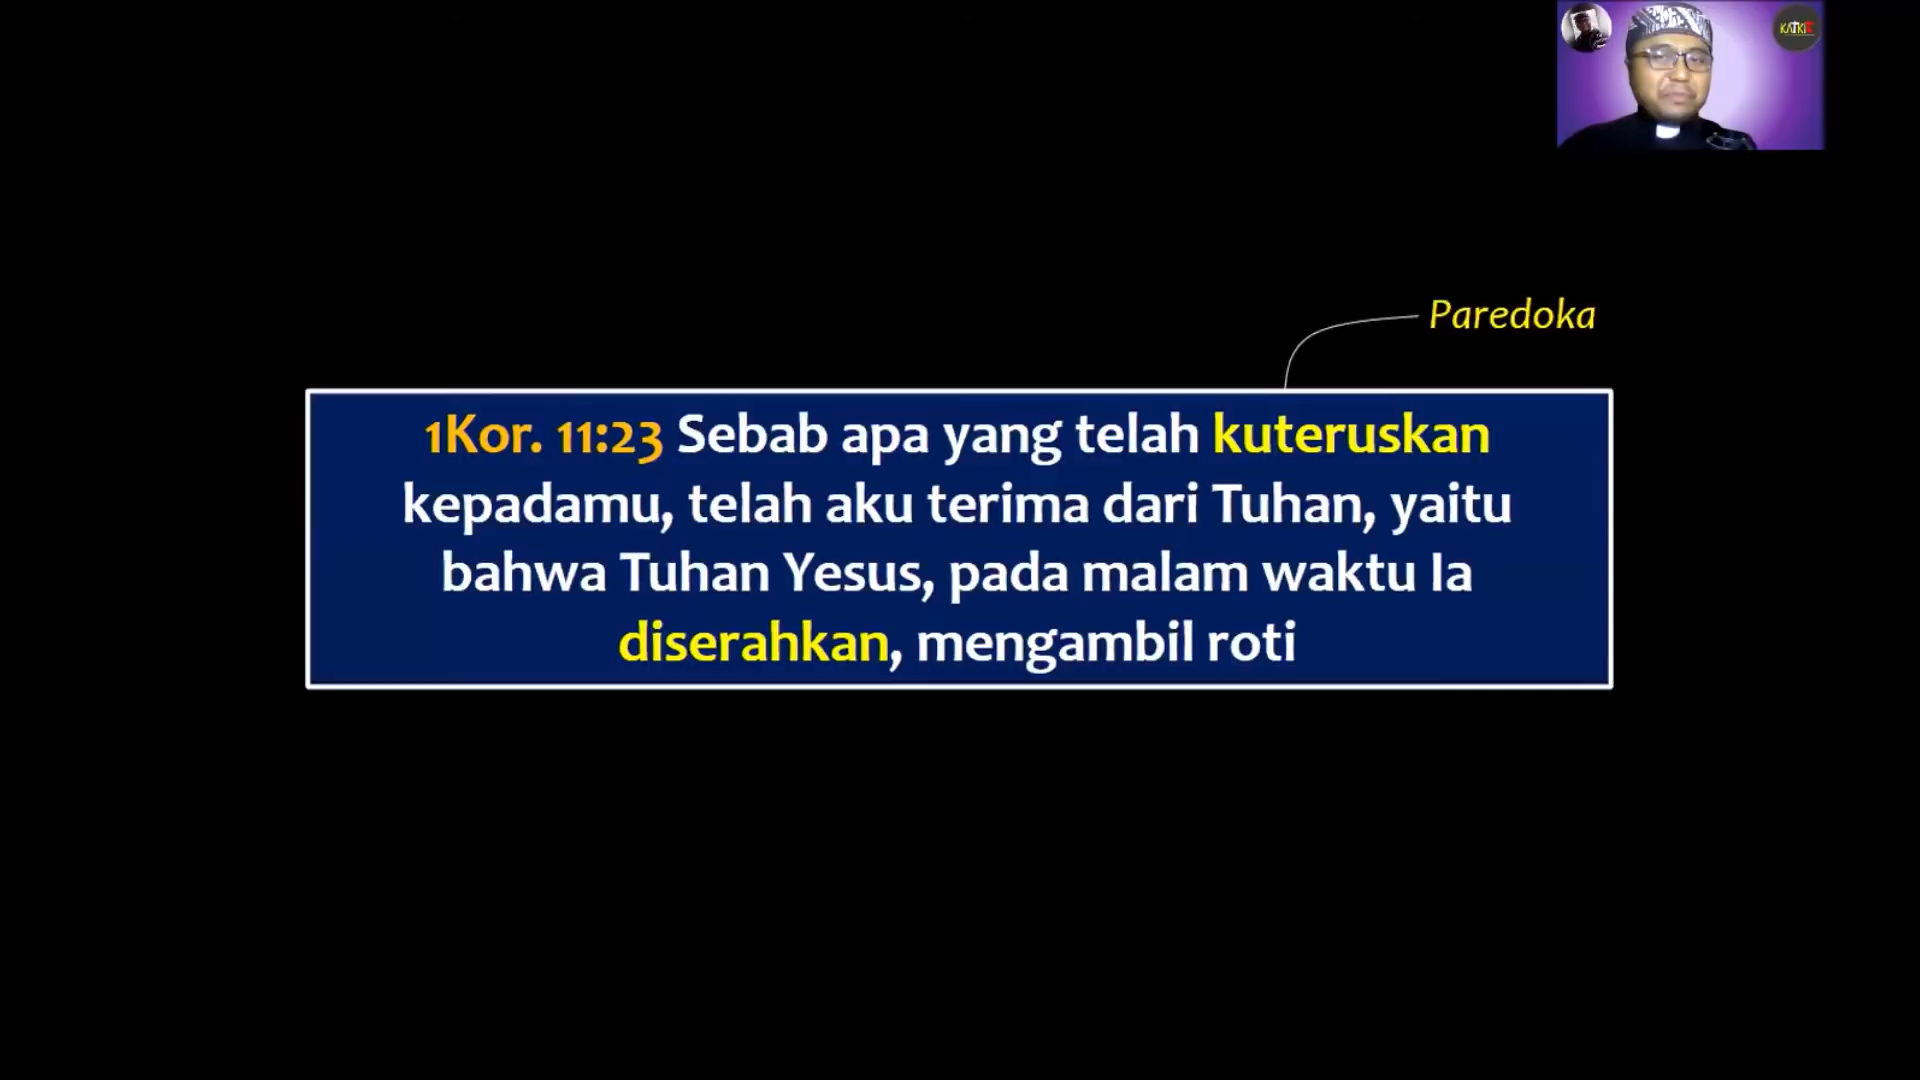 KATKIT
Paredoka
1Kor. 11:23 Sebab apa yang telah kuteruskan
kepadamu, telah aku terima dari Tuhan, yaitu
bahwa Tuhan Yesus, pada malam waktu Ia
diserahkan, mengambil roti